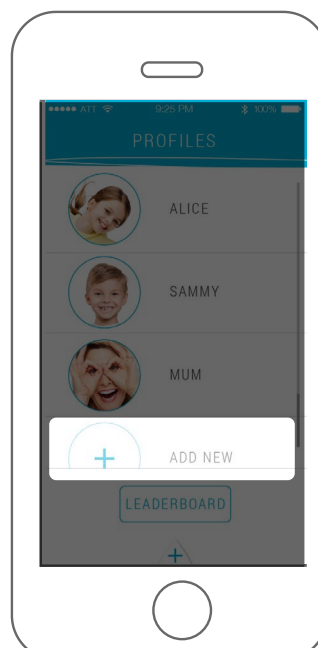 ATT 9:25 PM 100%
PROFILES
ALICE
SAMMY
MUM
+ ADD NEW
LEADERBOARD
+